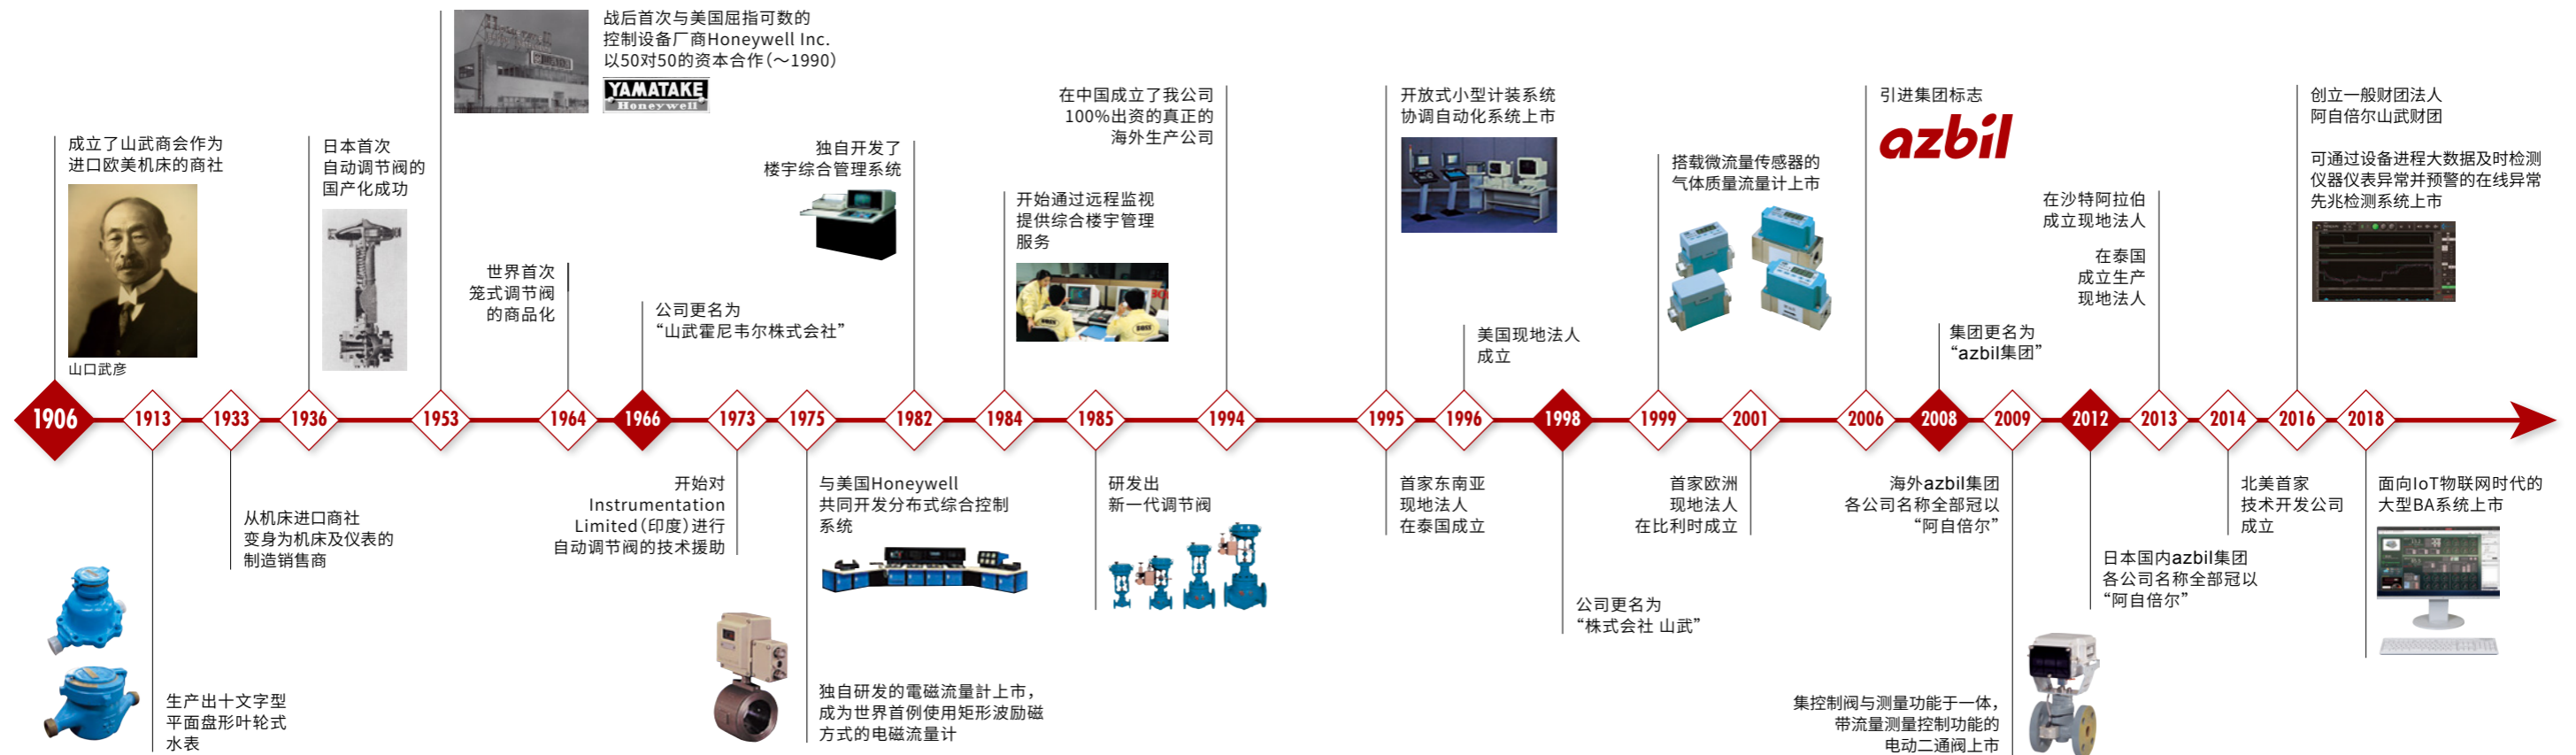 战后首次与美国屈指可数的
控制设备厂商Honeywell Inc.
以50对50的资本合作（～1990）
YAMATAKE
Honeywell
成立了山武商会作为
进口欧美机床的商社
山口武彦
日本首次
自动调节阀的
国产化成功
世界首次
笼式调节阀
的商品化
公司更名为
“山武霍尼韦尔株式会社”
独自开发了
楼宇综合管理系统
开始通过远程监视
提供综合楼宇管理
服务
在中国成立了我公司
100%出资的真正的
海外生产公司
开放式小型计装系统
协调自动化系统上市
美国现地法人
成立
搭载微流量传感器的
气体质量流量计上市
引进集团标志
azbil
集团更名为
“azbil集团”
在沙特阿拉伯
成立现地法人
在泰国
成立生产
现地法人
创立一般财团法人
阿自倍尔山武财团
可通过设备进程大数据及时检测
仪器仪表异常并预警的在线异常
先兆检测系统上市
1906
1913
1933
1936
1953
1964
1966
1973
1975
1982
1984
1985
1994
1995
1996
1998
1999
2001
2006
2008
2009
2012
2013
2014
2016
2018
生产出十文字型
平面盘形叶轮式
水表
从机床进口商社
变身为机床及仪表的
制造销售商
开始对
Instrumentation
Limited（印度）进行
自动调节阀的技术援助
与美国Honeywell
共同开发分布式综合控制
系统
独自研发的電磁流量計上市，
成为世界首例使用矩形波励磁
方式的电磁流量计
研发出
新一代调节阀
首家东南亚
现地法人
在泰国成立
公司更名为
“株式会社 山武”
首家欧洲
现地法人
在比利时成立
海外azbil集团
各公司名称全部冠以
“阿自倍尔”
集控制阀与测量功能于一体，
带流量测量控制功能的
电动二通阀上市
日本国内azbil集团
各公司名称全部冠以
“阿自倍尔”
北美首家
技术开发公司
成立
面向IoT物联网时代的
大型BA系统上市